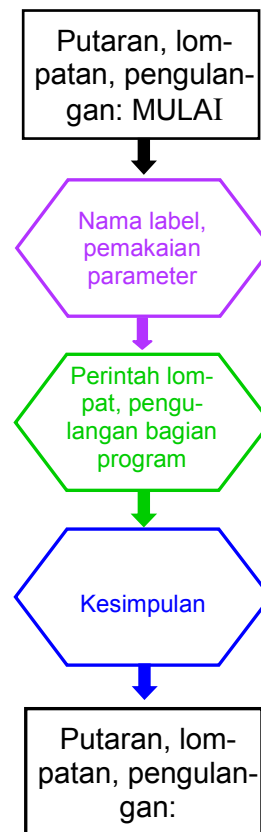 Putaran, lom-
patan, pengulan-
gan: MULAI
Nama label,
pemakaian
parameter
Perintah lom-
pat, pengu-
langan bagian
program
Kesimpulan
Putaran, lom-
patan, pengulan-
gan: